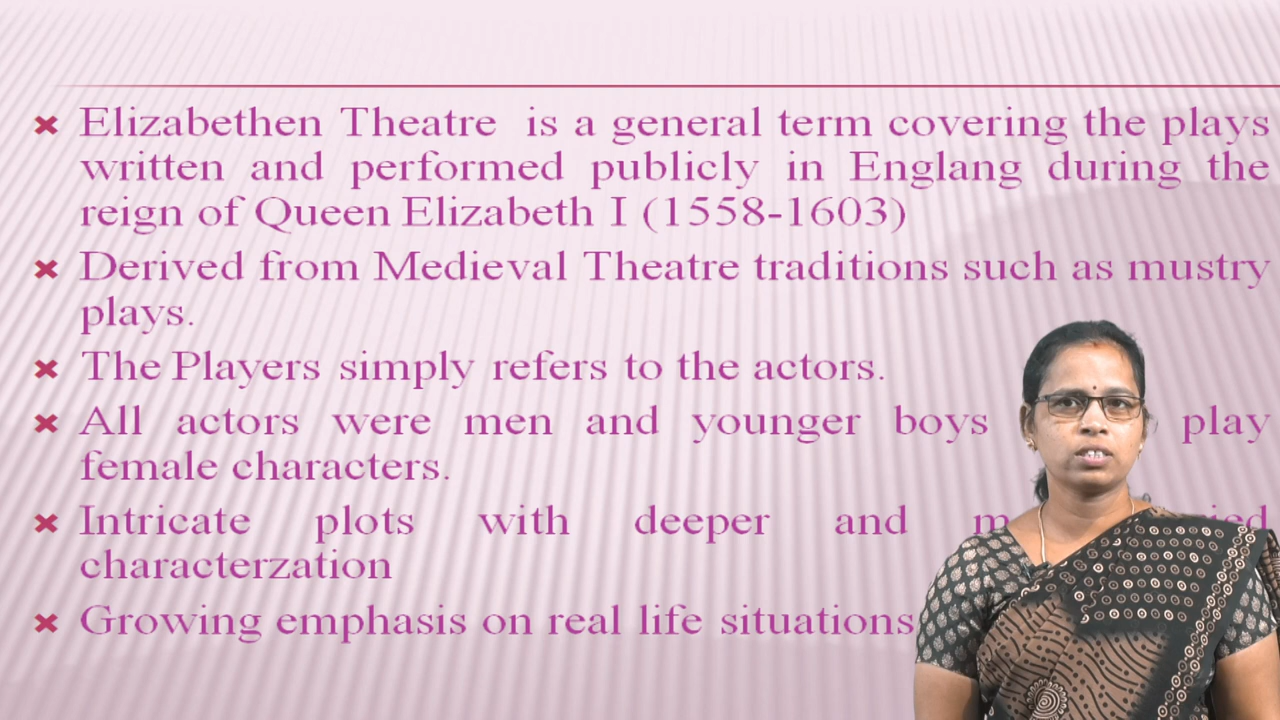 Elizabethen Theatre is a general term covering the plays
written and performed publicly in Englang during the
reign of Queen Elizabeth I (1558-1603)
Derived from Medieval Theatre traditions such as mustry
plays.
The Players simply refers to the actors.
All actors were men and younger boys play
female characters.
Intricate plots with deeper and
characterzation
Growing emphasis on real life situations